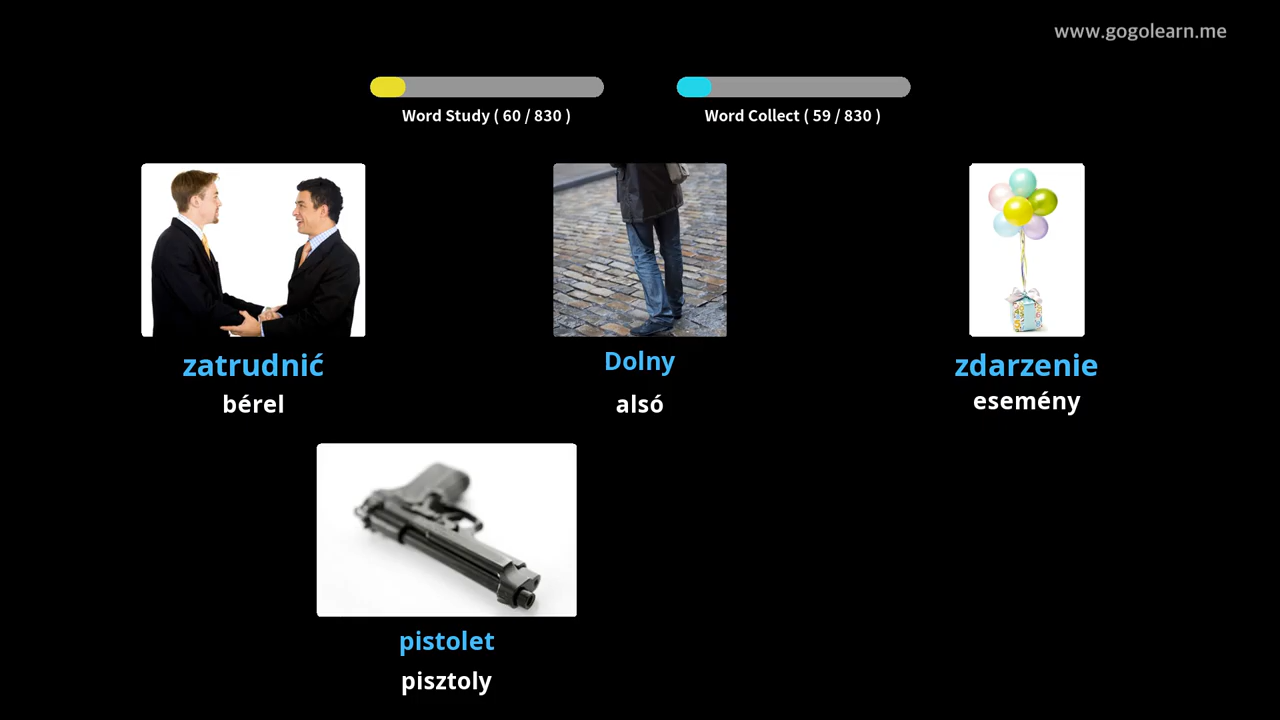 www.gogolearn.me
Word Study ( 60 / 830 )
Word Collect ( 59 / 830 )
zatrudnić
bérel
Dolny
alsó
zdarzenie
esemény
pistolet
pisztoly